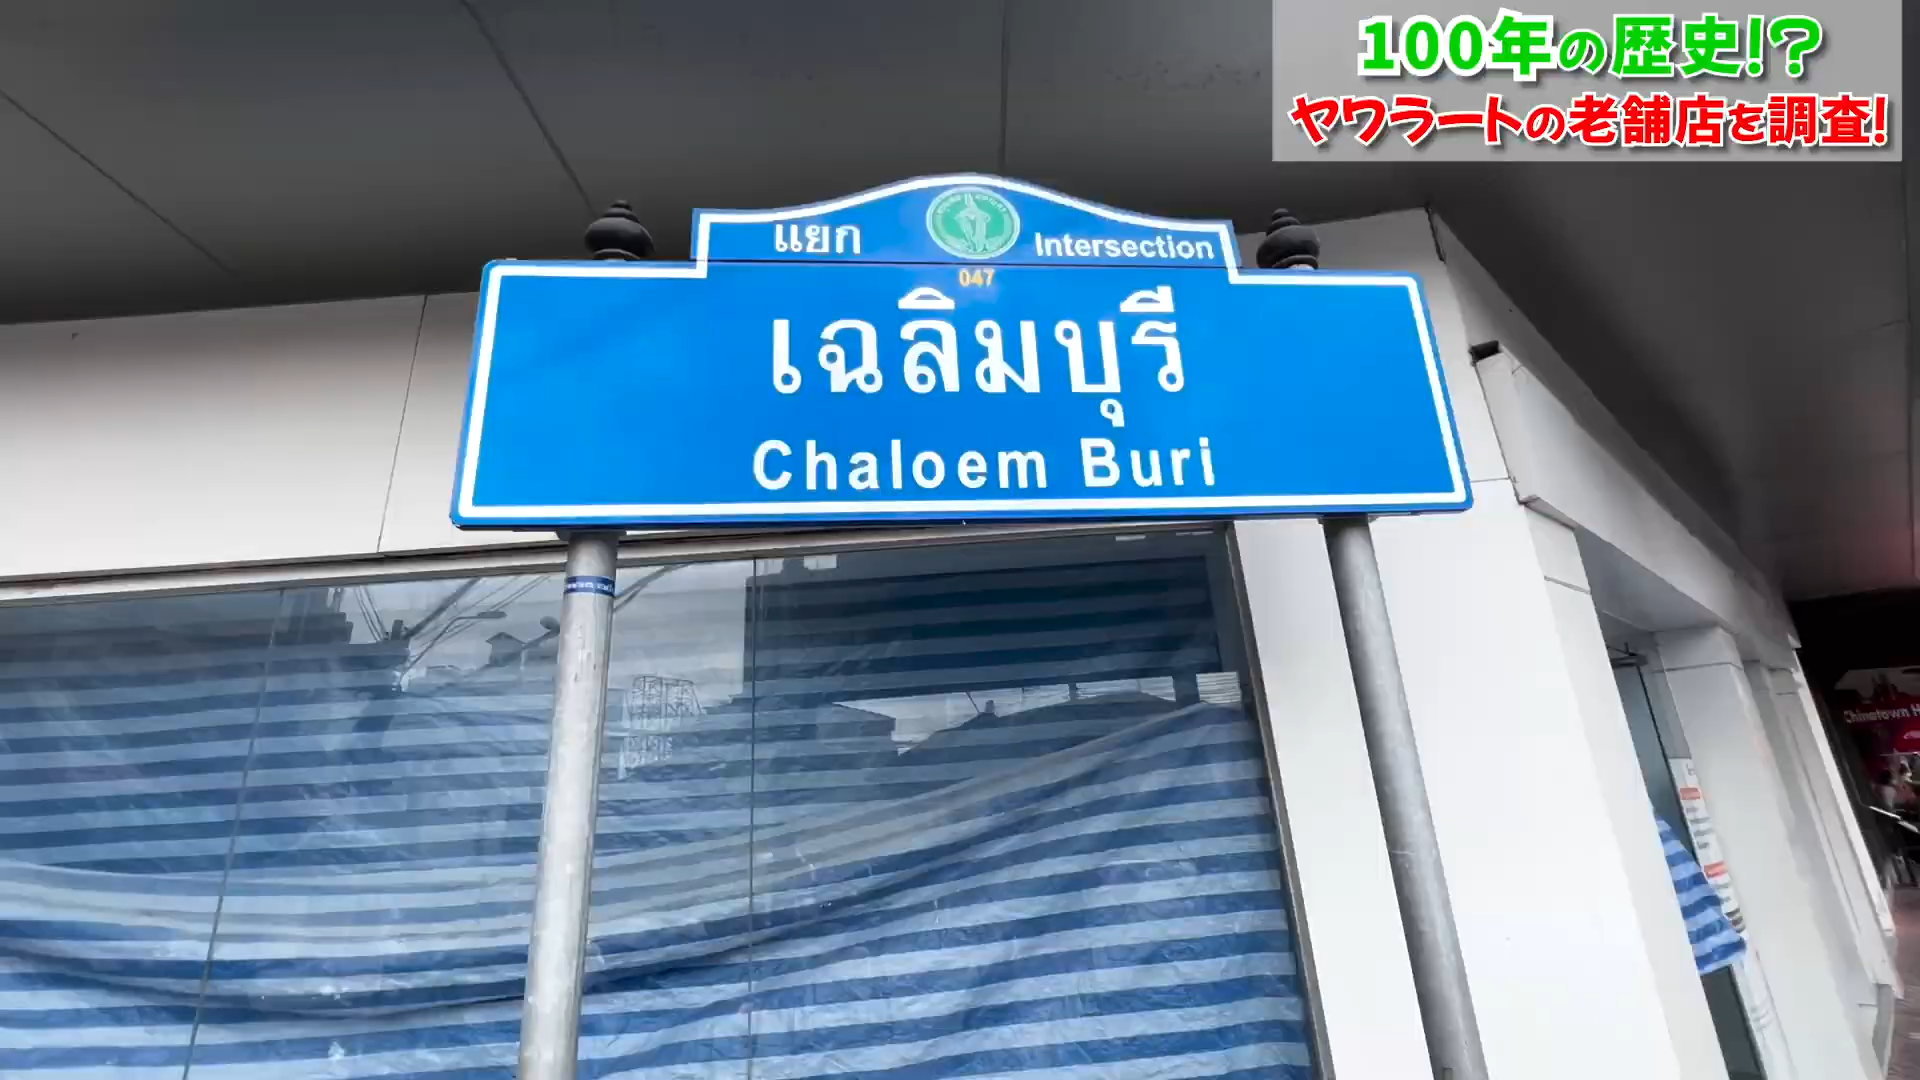 100年の歴史!?
ヤワラートの老舗店を調査!
แยก
Intersection
047
เฉลิมบุรี
Chaloem Buri
Chinatown